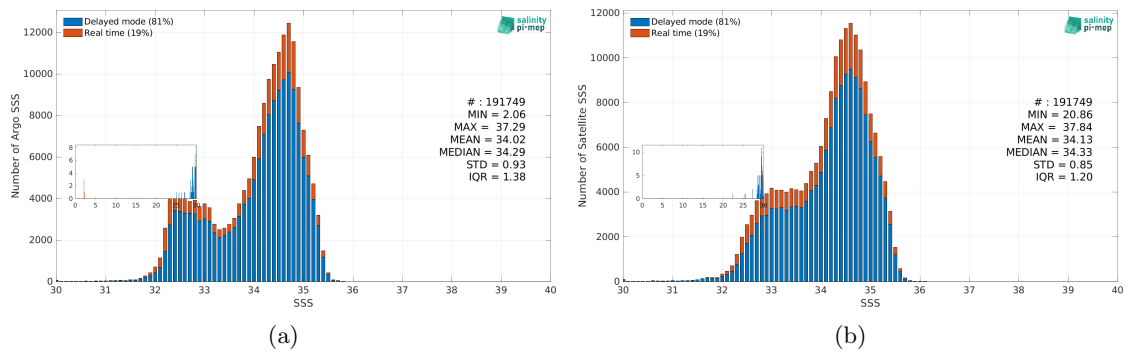 Delayed mode (81%)
Real time (19%)
salinity
pi-mep
12000
10000
8000
6000
4000
2000
0
Number of Argo SSS
# : 191749
MIN = 2.06
MAX = 37.29
MEAN = 34.02
MEDIAN = 34.29
STD = 0.93
IQR = 1.38
8
6
4
2
0
0 5 10 15 20 25 30
30 31 32 33 34 35 36 37 38 39 40
SSS
(a)
Delayed mode (81%)
Real time (19%)
salinity
pi-mep
12000
10000
8000
6000
4000
2000
0
Number of Satellite SSS
# : 191749
MIN = 20.86
MAX = 37.84
MEAN = 34.13
MEDIAN = 34.33
STD = 0.85
IQR = 1.20
10
5
0
0 5 10 15 20 25 30
30 31 32 33 34 35 36 37 38 39 40
SSS
(b)